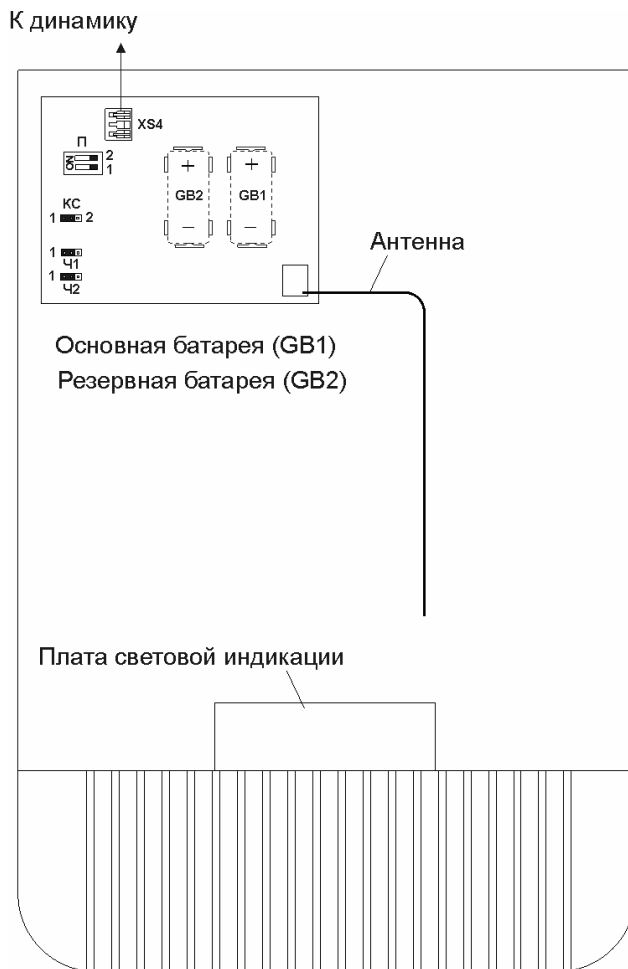 К динамику
XS4
П
ON
2
1
+
+
GB2
GB1
КС
1
2
−
−
1
Ч1
1
Ч2
Антенна
Основная батарея (GB1)
Резервная батарея (GB2)
Плата световой индикации